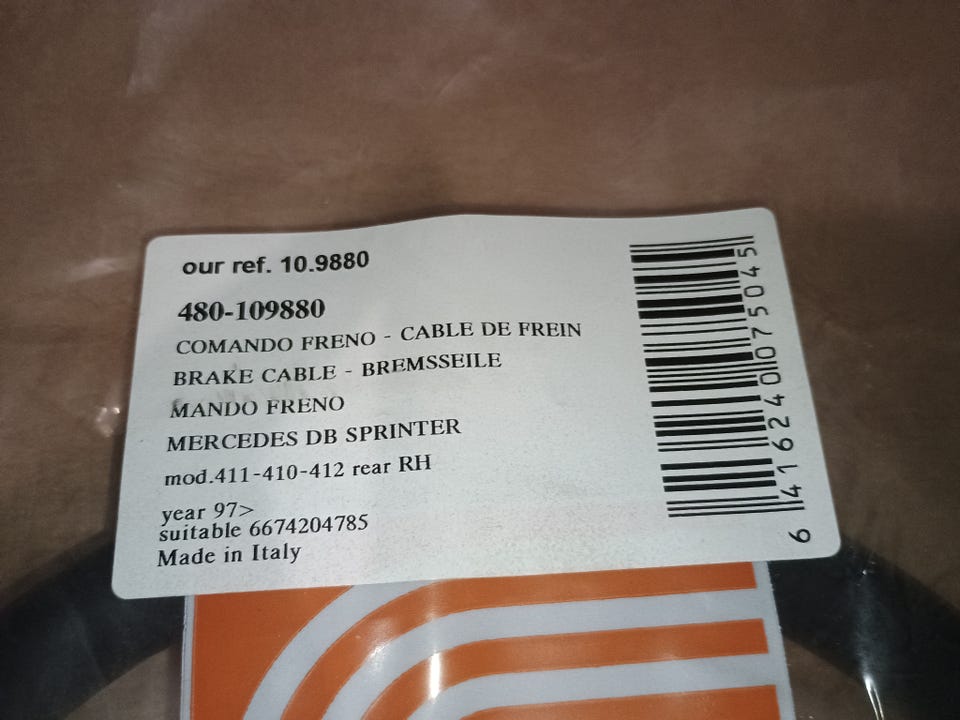 our ref. 10.9880
480-109880
COMANDO FRENO - CABLE DE FREIN
BRAKE CABLE - BREMSSEILE
MANDO FRENO
MERCEDES DB SPRINTER
mod.411-410-412 rear RH
year 97>
suitable 6674204785
Made in Italy
6 416240 075045